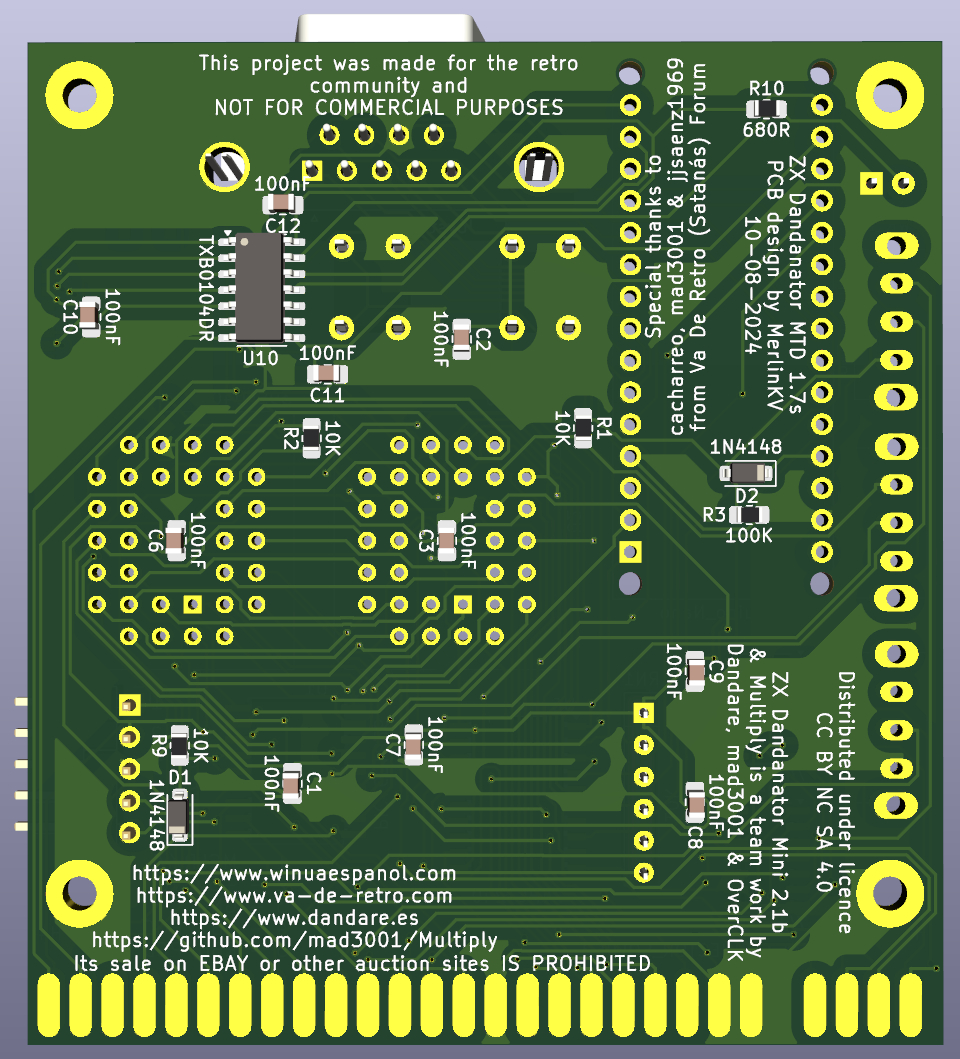 This project was made for the retro
community and
NOT FOR COMMERCIAL PURPOSES
R10
680R
100nF
C12
TXB0104DR
U10
C10
100nF
100nF
C11
100nF
C2
Special thanks to
cacharreo, mad3001 & jjsaenz1969
from Va De Retro (Satanás) Forum
ZX Dandanator MTD 1.7s
PCB design by MerlinKV
10-08-2024
R2
10K
10K
R1
1N4148
D2
R3
100K
C6
100nF
C3
100nF
100nF
C9
ZX Dandanator Mini 2.1b
& Multiply is a team work by
Dandare, mad3001 & OverClK
Distributed under licence
CC BY NC SA 4.0
R9
10K
D1
1N4148
100nF
C1
C7
100nF
100nF
C8
https://www.winuaespanol.com
https://www.va-de-retro.com
https://www.dandare.es
https://github.com/mad3001/Multiply
Its sale on EBAY or other auction sites IS PROHIBITED